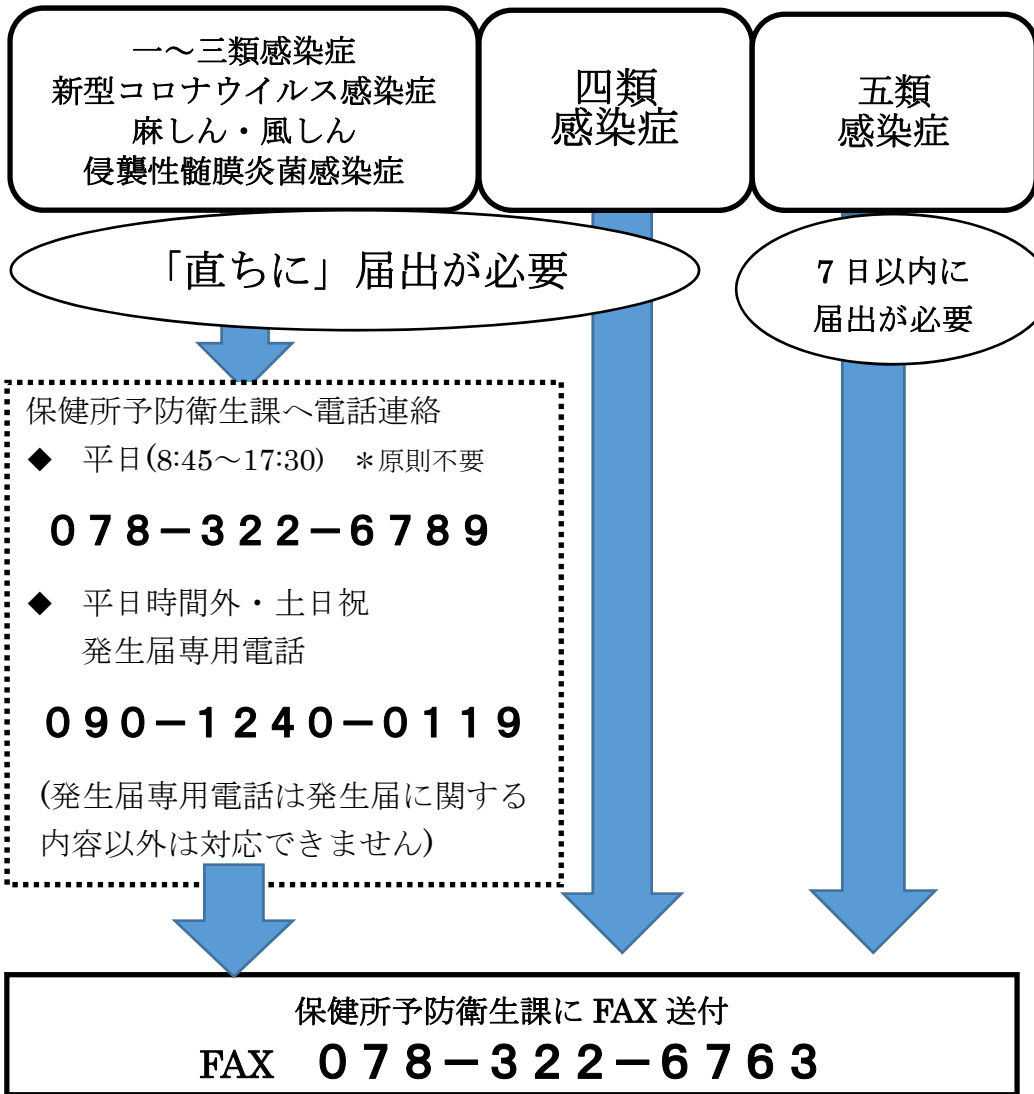 一～三類感染症
新型コロナウイルス感染症
麻しん・風しん
侵襲性髄膜炎菌感染症
四類
感染症
五類
感染症
「直ちに」届出が必要
７日以内に
届出が必要
保健所予防衛生課へ電話連絡
◆ 平日(8:45～17:30) ＊原則不要
０７８－３２２－６７８９
◆ 平日時間外・土日祝
発生届専用電話
０９０－１２４０－０１１９
(発生届専用電話は発生届に関する
内容以外は対応できません)
保健所予防衛生課に FAX 送付
FAX ０７８－３２２－６７６３